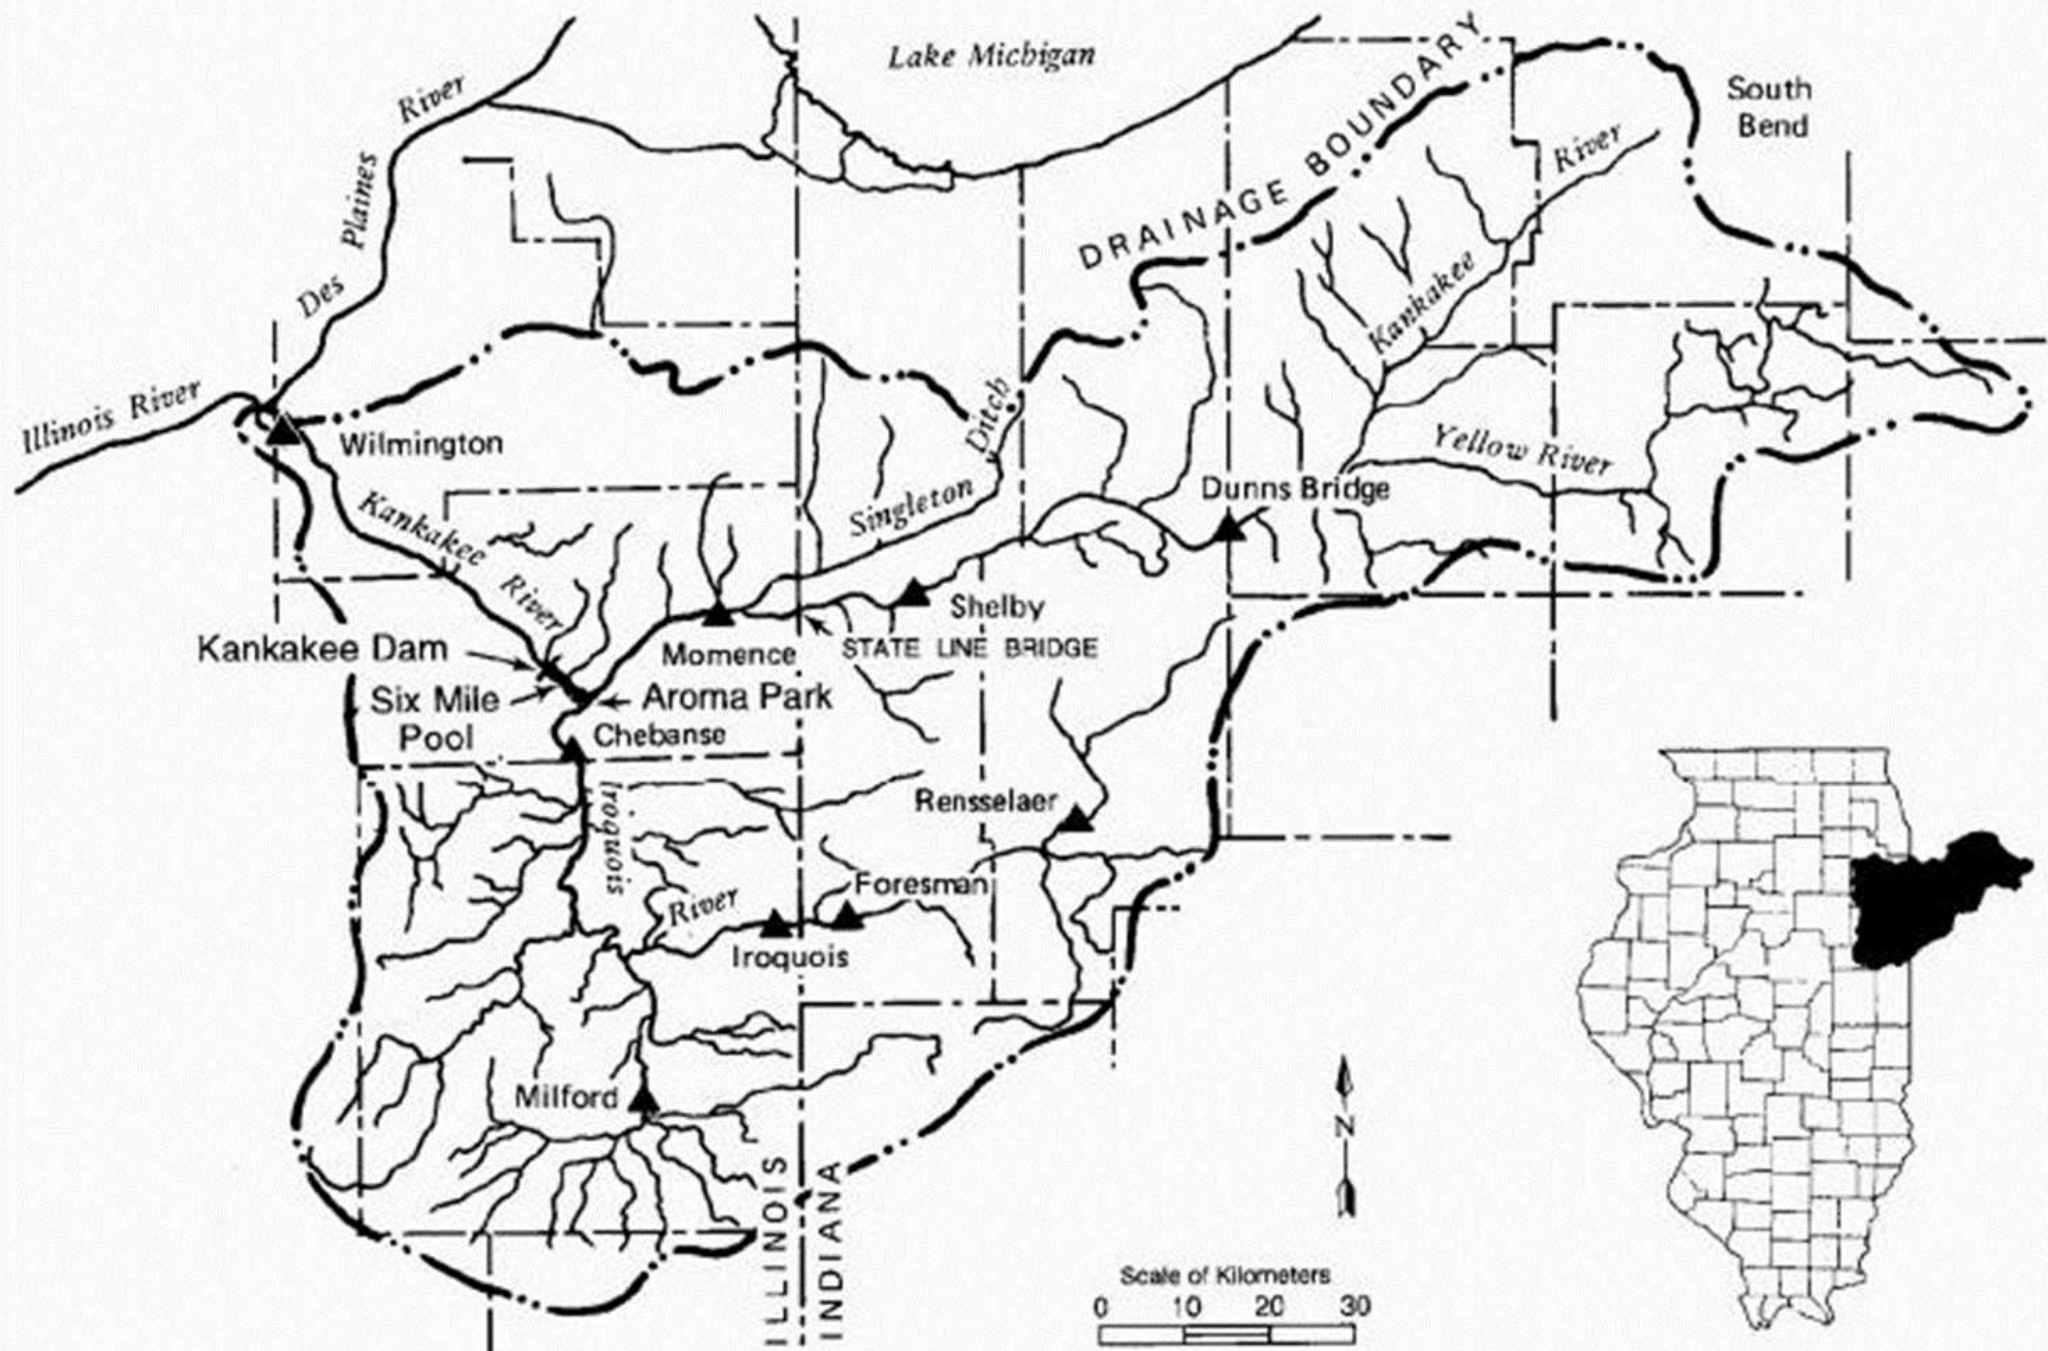 Lake Michigan
DRAINAGE BOUNDARY
South
Bend
River
Des Plaines
River
Kankakee
Illinois River
Wilmington
Singleton Ditch
Yellow River
Dunns Bridge
Kankakee River
Shelby
STATE LINE BRIDGE
Kankakee Dam
Momence
Six Mile
Pool
Aroma Park
Chebanse
Iroquois
River
Rensselaer
Foresman
Iroquois
Milford
N
ILLINOIS
INDIANA
Scale of Kilometers
0 10 20 30